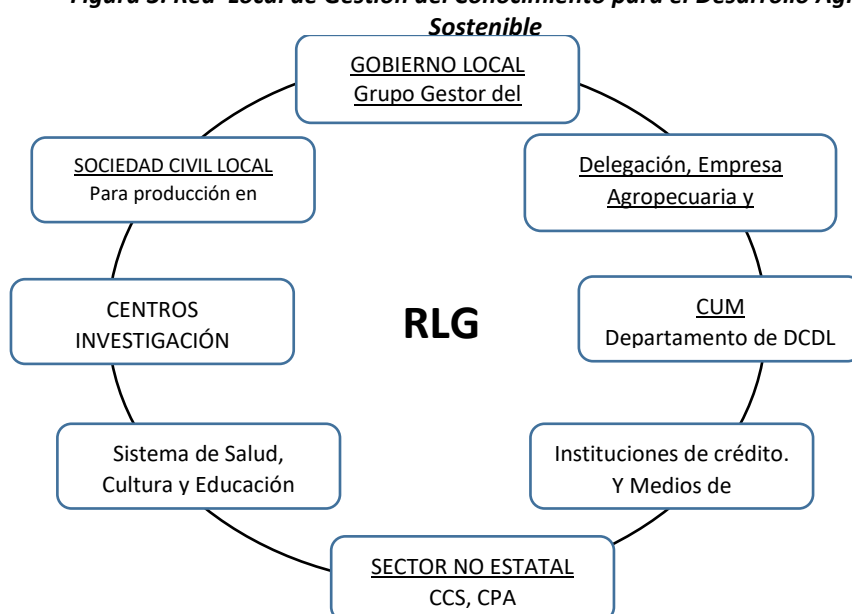 Figura 3. Red Local de Gestión del Conocimiento para el Desarrollo
Sostenible
GOBIERNO LOCAL
Grupo Gestor del
SOCIEDAD CIVIL LOCAL
Para producción en
Delegación, Empresa
Agropecuaria y
CENTROS
INVESTIGACIÓN
RLG
CUM
Departamento de DCDL
Sistema de Salud,
Cultura y Educación
Instituciones de crédito.
Y Medios de
SECTOR NO ESTATAL
CCS, CPA